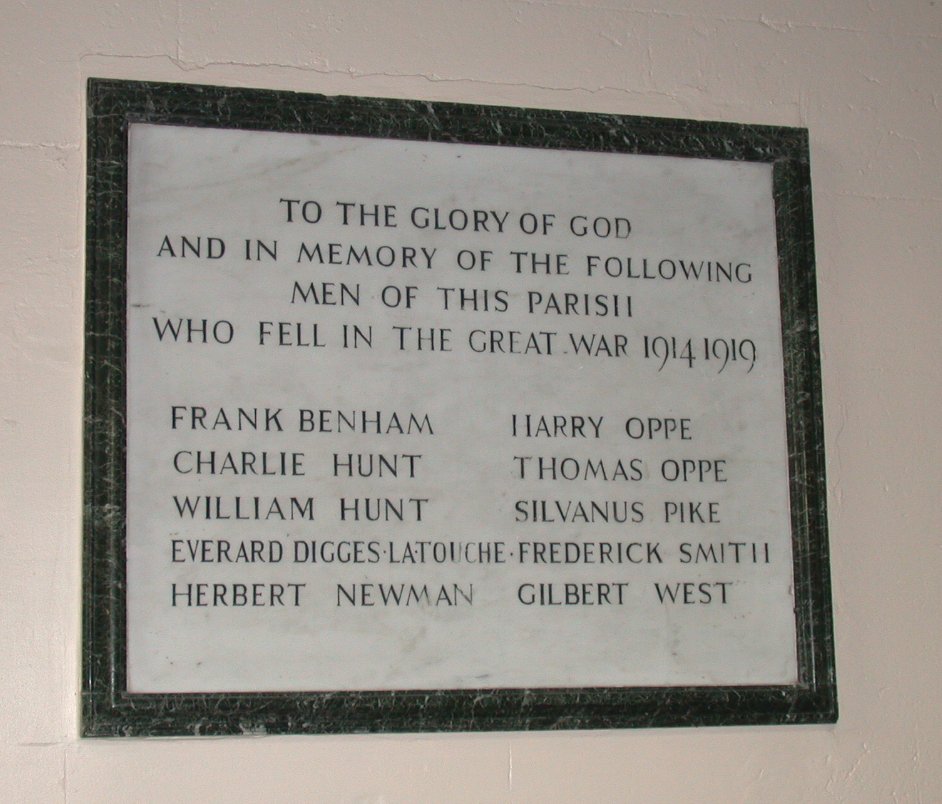 TO THE GLORY OF GOD
AND IN MEMORY OF THE FOLLOWING
MEN OF THIS PARISH
WHO FELL IN THE GREAT WAR 1914 1919
FRANK BENHAM HARRY OPPE
CHARLIE HUNT THOMAS OPPE
WILLIAM HUNT SILVANUS PIKE
EVERARD DIGGES·LA·TOUCHE·FREDERICK SMITH
HERBERT NEWMAN GILBERT WEST